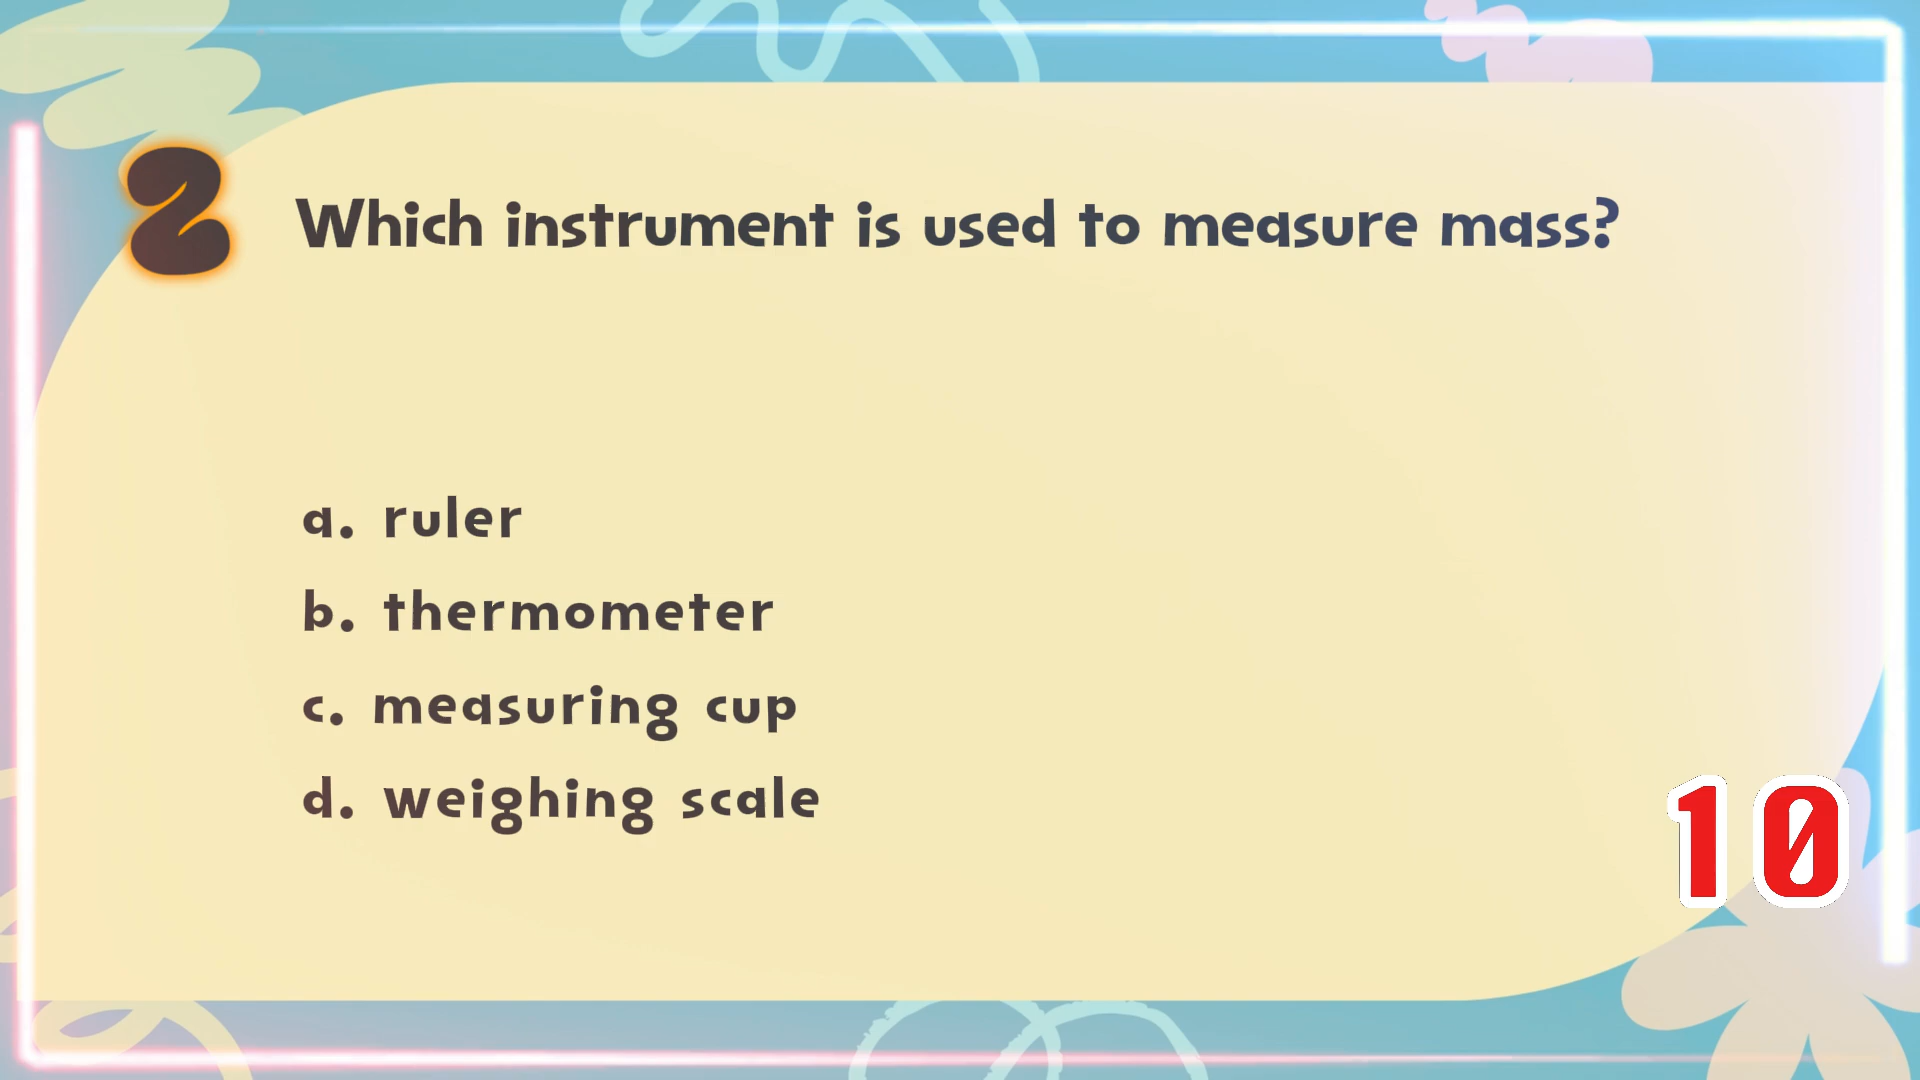 2
Which instrument is used to measure mass?
a. ruler
b. thermometer
c. measuring cup
d. weighing scale
10